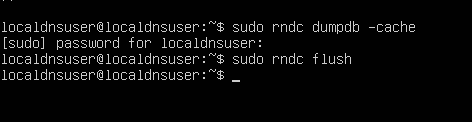 localdnsuser@localdnsuser:~$ sudo rndc dumpdb -cache
[sudo] password for localdnsuser:
localdnsuser@localdnsuser:~$ sudo rndc flush
localdnsuser@localdnsuser:~$ _